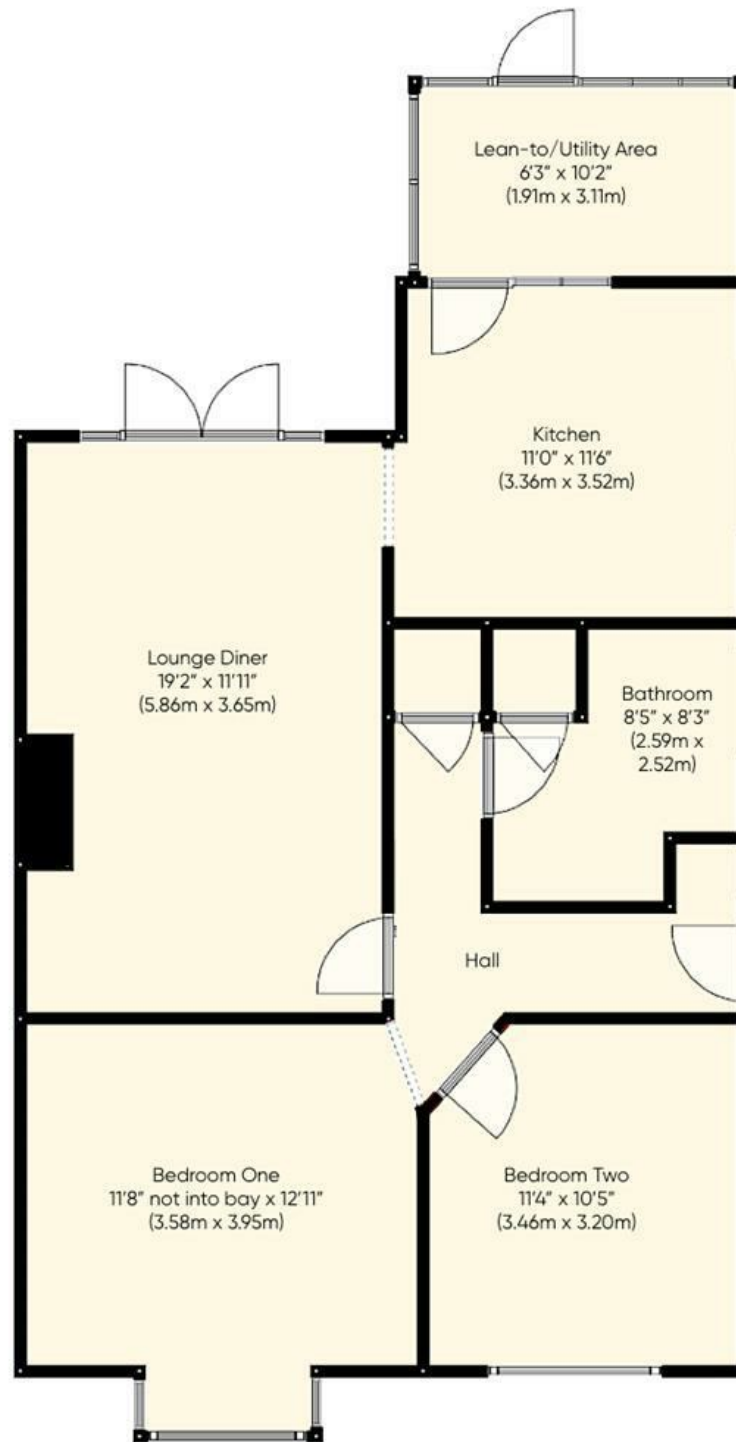 Lean-to/Utility Area
6’3” x 10’2”
(1.91m x 3.11m)
Kitchen
11’0” x 11’6”
(3.36m x 3.52m)
Lounge Diner
19’2” x 11’11”
(5.86m x 3.65m)
Bathroom
8’5” x 8’3”
(2.59m x
2.52m)
Hall
Bedroom One
11’8” not into bay x 12’11”
(3.58m x 3.95m)
Bedroom Two
11’4” x 10’5”
(3.46m x 3.20m)